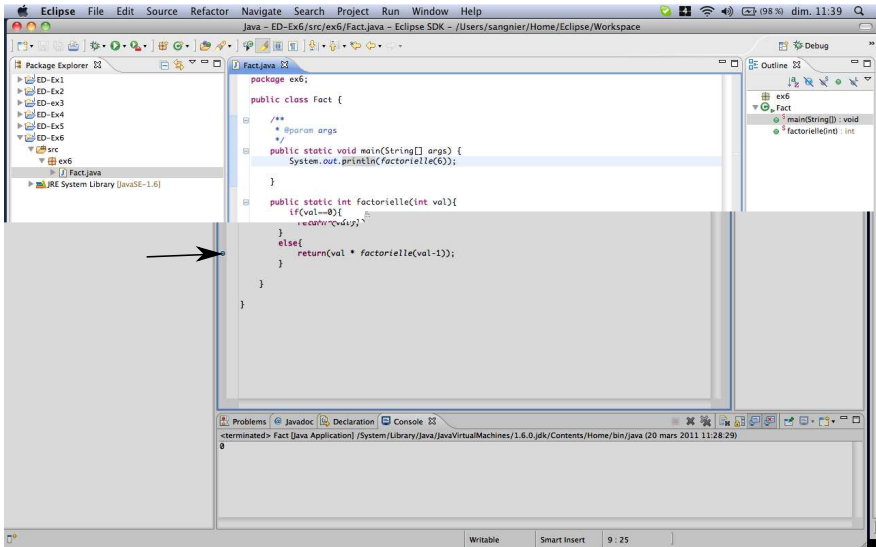 Eclipse File Edit Source Refactor Navigate Search Project Run Window Help (98 %) dim. 11:39
Java – ED-Ex6/src/ex6/Fact.java – Eclipse SDK – /Users/sangnier/Home/Eclipse/Workspace
Debug
Package Explorer
ED-Ex1
ED-Ex2
ED-ex3
ED-Ex4
ED-Ex5
ED-Ex6
src
ex6
Fact.java
JRE System Library [JavaSE-1.6]
Fact.java
package ex6;
public class Fact {
/**
* @param args
*/
public static void main(String[] args) {
System.out.println(factorielle(6));
}
public static int factorielle(int val){
if(val==0){
}
else{
return(val * factorielle(val-1));
}
}
}
Outline
ex6
Fact
main(String[]) : void
factorielle(int) : int
Problems @ Javadoc Declaration Console
<terminated> Fact [Java Application] /System/Library/Java/JavaVirtualMachines/1.6.0.jdk/Contents/Home/bin/java (20 mars 2011 11:28:29)
0
Writable Smart Insert 9 : 25